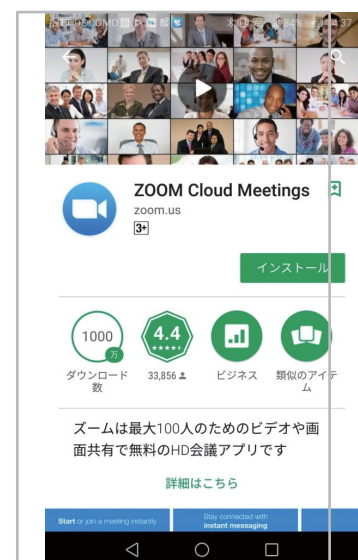 DOCOMO
84%
4:37
ZOOM Cloud Meetings
zoom.us
3+
インストール
1000
万
4.4
ダウンロード
数
33,856
ビジネス
類似のアイテ
ム
ズームは最大100人のためのビデオや画
面共有で無料のHD会議アプリです
詳細はこちら
Start or join a meeting instantly
Stay connected with
instant messaging